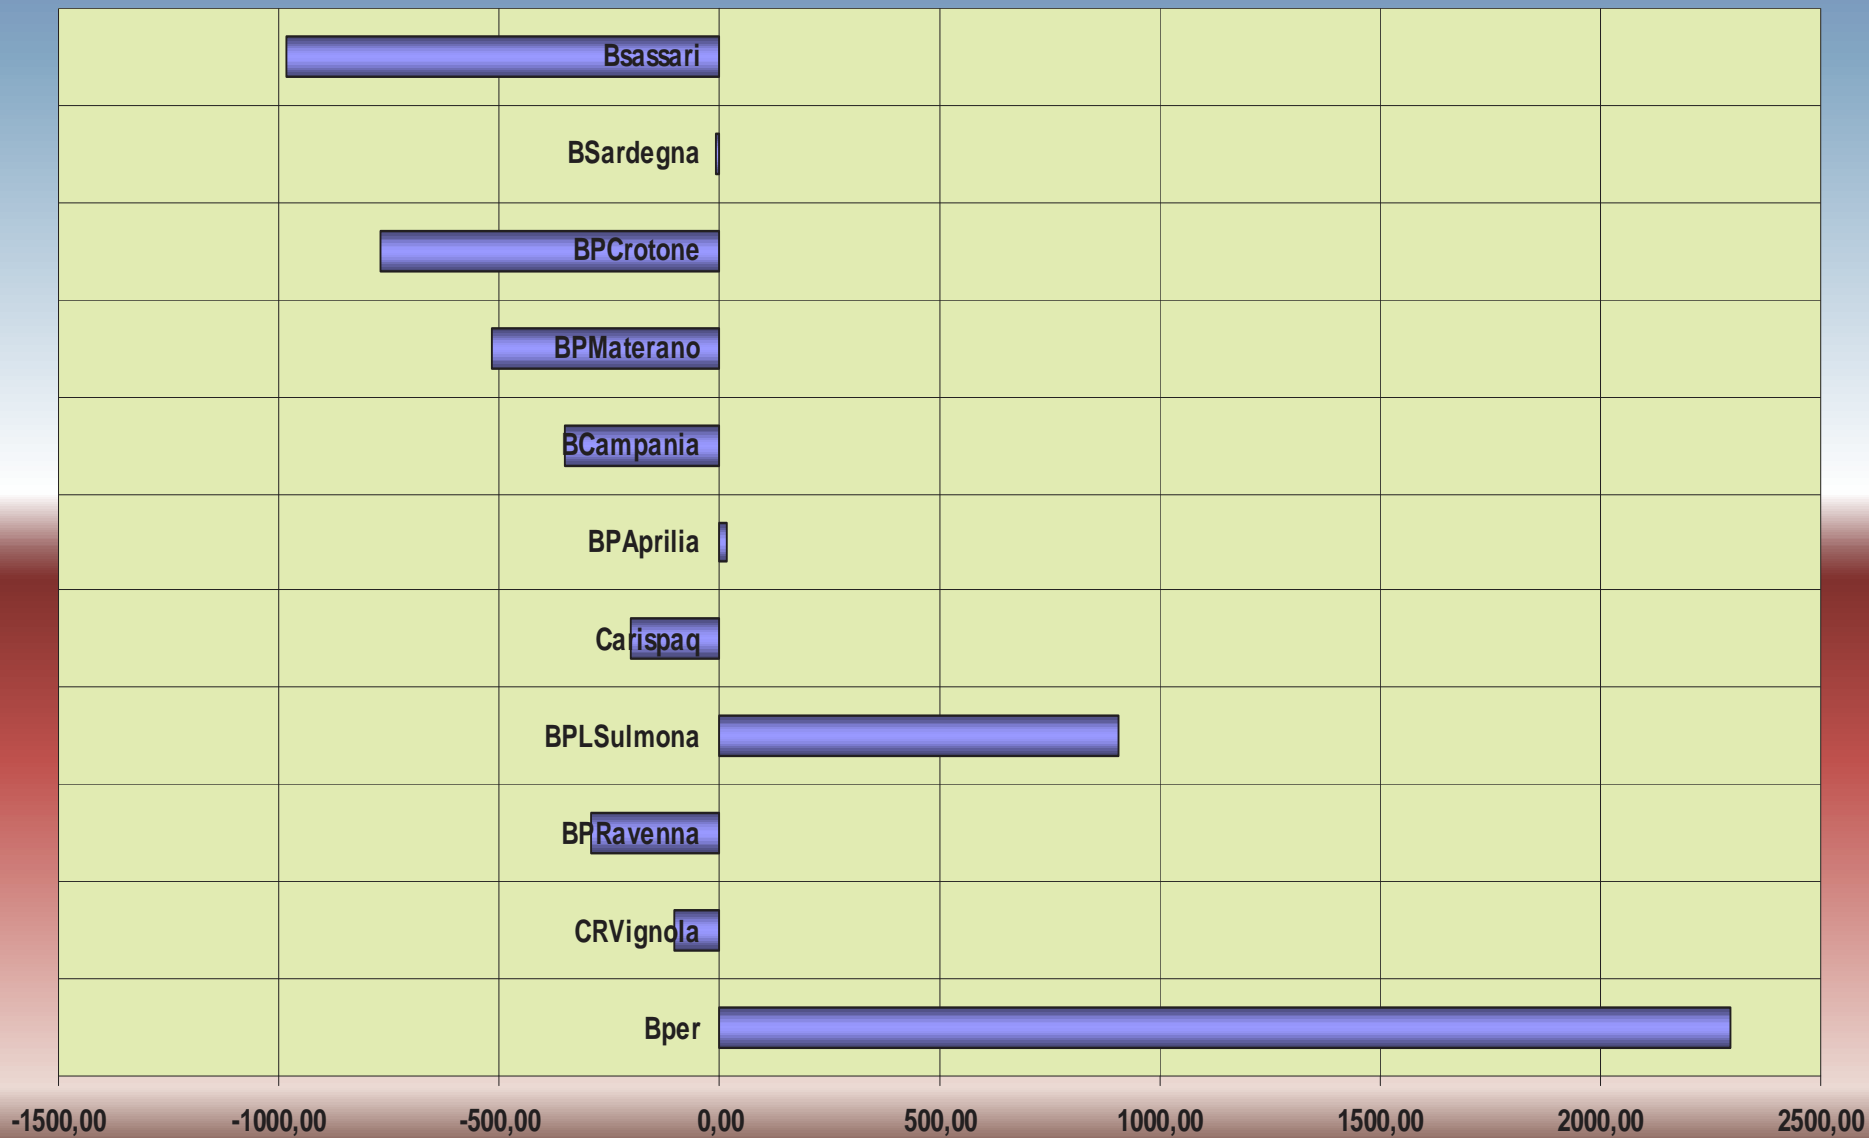 Bsassari
BSardegna
BPCrotone
BPMaterano
BCampania
BPAprilia
Carispaq
BPLSulmona
BPRavenna
CRVignola
Bper
-1500,00 -1000,00 -500,00 0,00 500,00 1000,00 1500,00 2000,00 2500,00